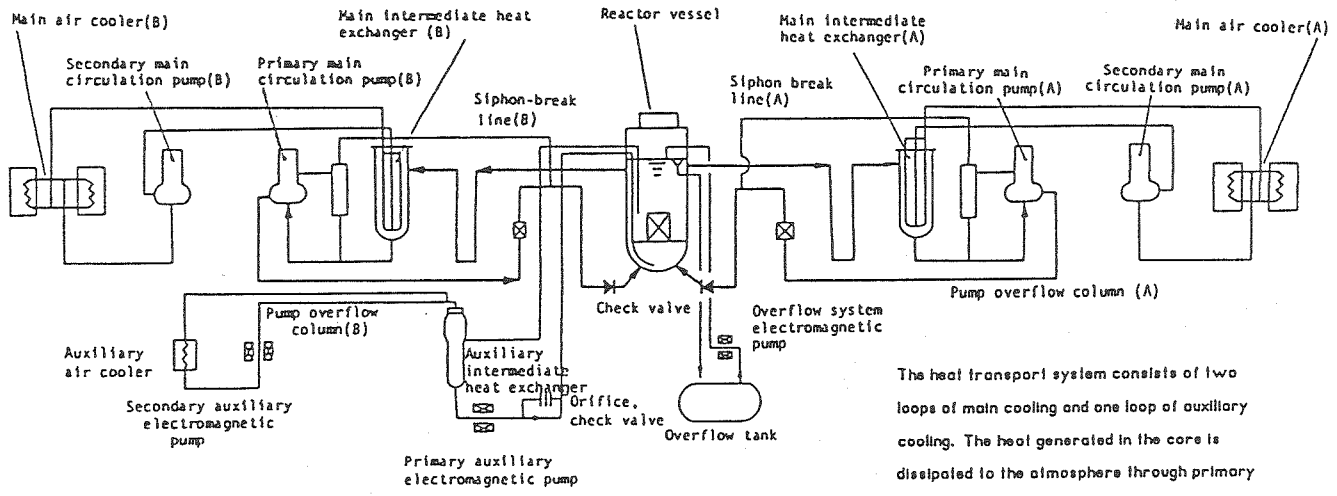 Main air cooler(B)
Main intermediate heat
exchanger (B)
Reactor vessel
Main intermediate
heat exchanger(A)
Main air cooler(A)
Secondary main
circulation pump(B)
Primary main
circulation pump(B)
Siphon-break
line(B)
Siphon break
line(A)
Primary main
circulation pump(A)
Secondary main
circulation pump(A)
Pump overflow
column(B)
Check valve
Overflow system
electromagnetic
pump
Pump overflow column (A)
Auxiliary
air cooler
Auxiliary
intermediate
heat exchanger
Secondary auxiliary
electromagnetic
pump
Orifice,
check valve
Overflow tank
Primary auxiliary
electromagnetic pump
The heat transport system consists of two
loops of main cooling and one loop of auxiliary
cooling. The heat generated in the core is
dissipated to the atmosphere through primary